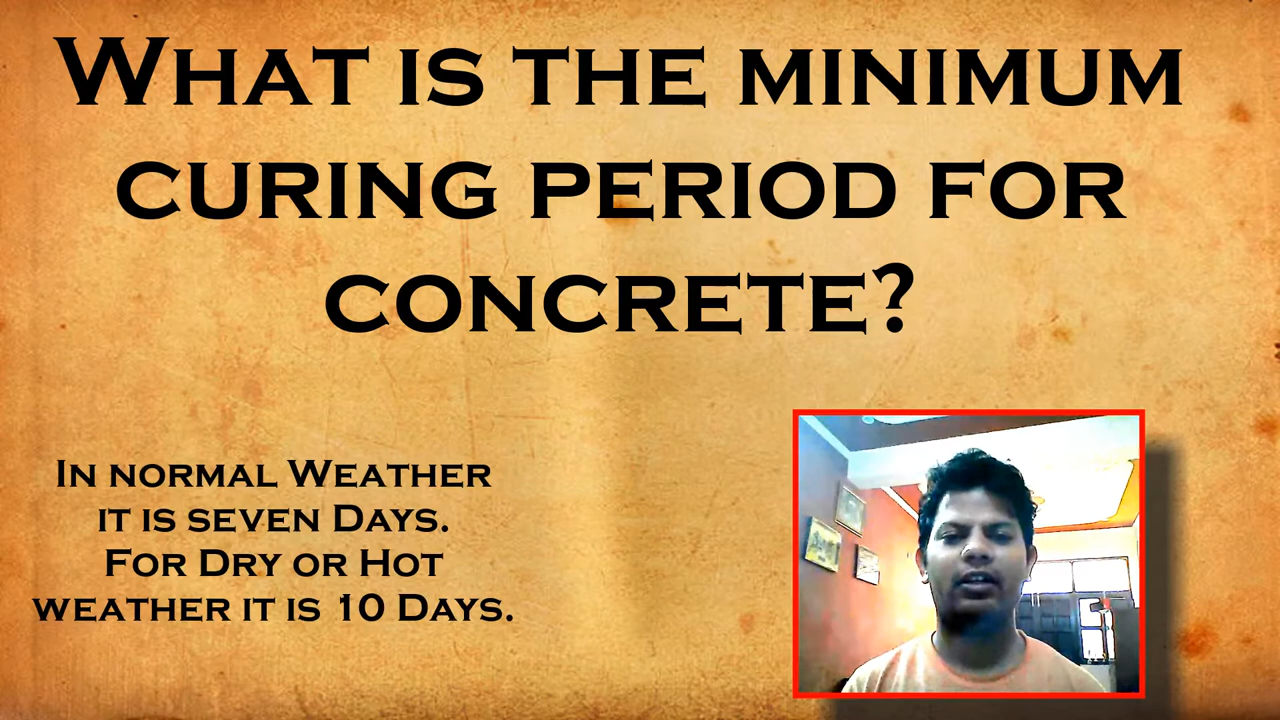 What is the minimum
curing period for
concrete?
In normal Weather
it is seven Days.
For Dry or Hot
weather it is 10 Days.